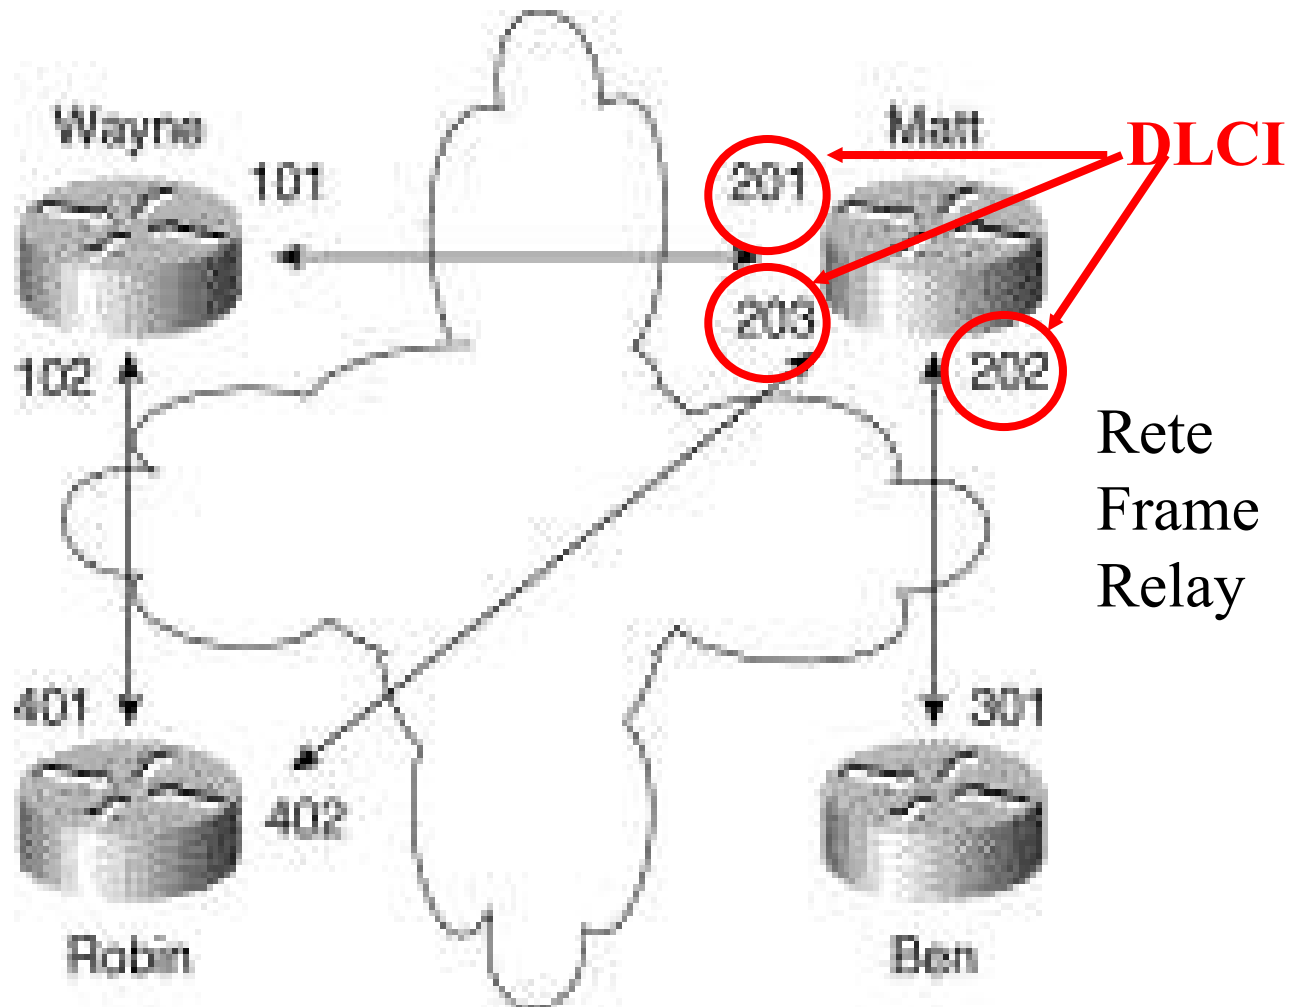 Wayne
Matt
DLCI
101
201
203
102
202
Rete
Frame
Relay
401
301
402
Robin
Ben